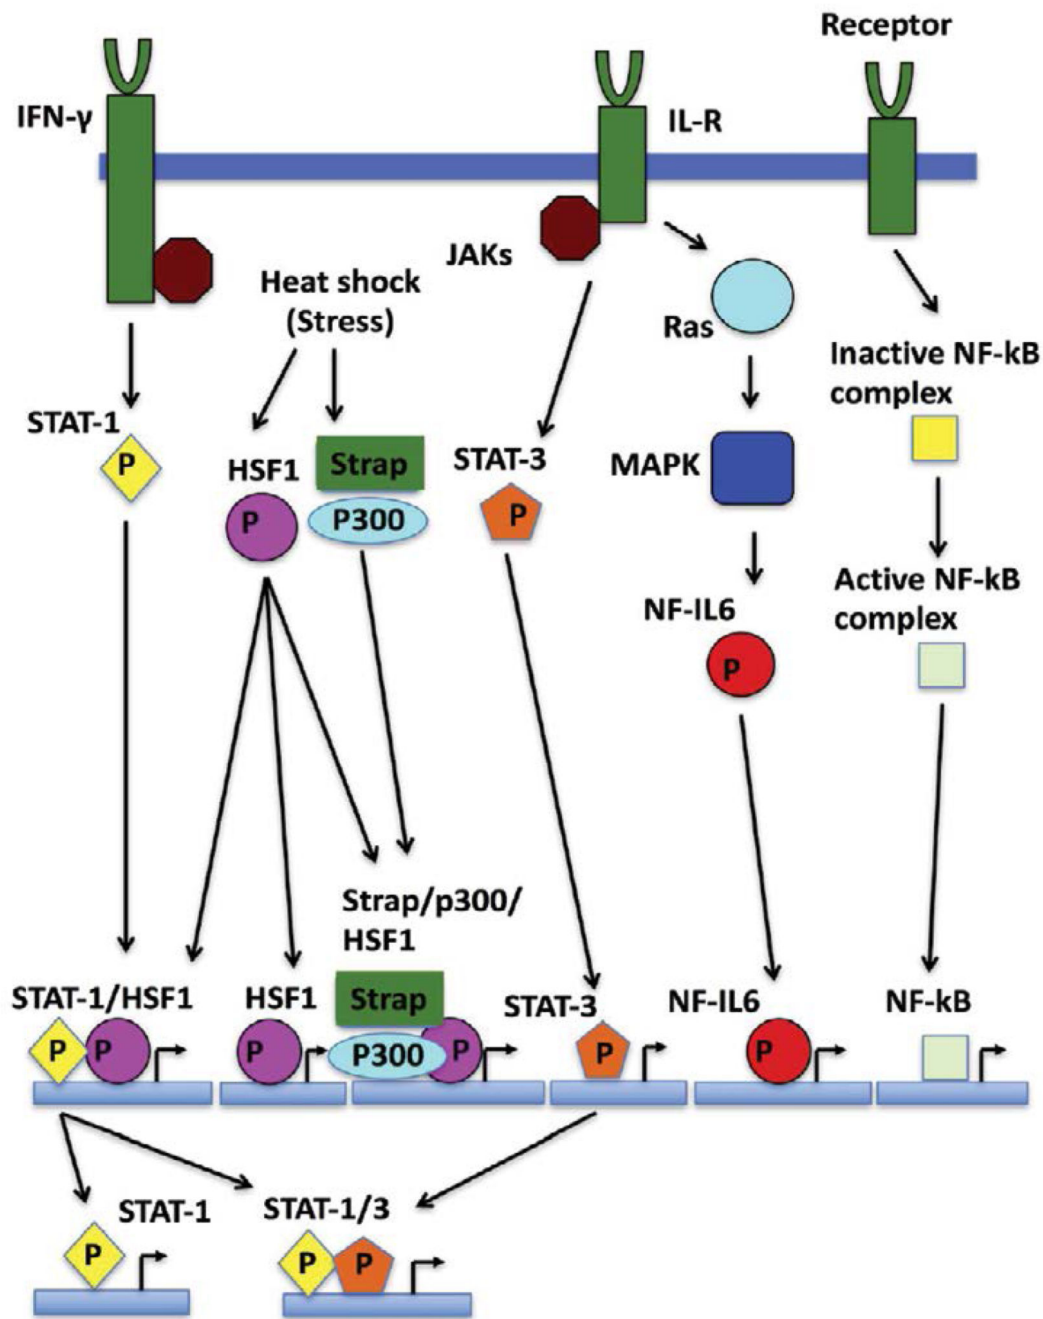 Receptor
IFN-γ
IL-R
JAKs
Heat shock
(Stress)
Ras
Inactive NF-kB
complex
STAT-1
P
HSF1
P
Strap
P300
STAT-3
P
MAPK
Active NF-kB
complex
NF-IL6
P
Strap/p300/
HSF1
STAT-1/HSF1
P
P
HSF1
P
Strap
P300
P
STAT-3
P
NF-IL6
P
NF-kB
STAT-1
P
STAT-1/3
P
P